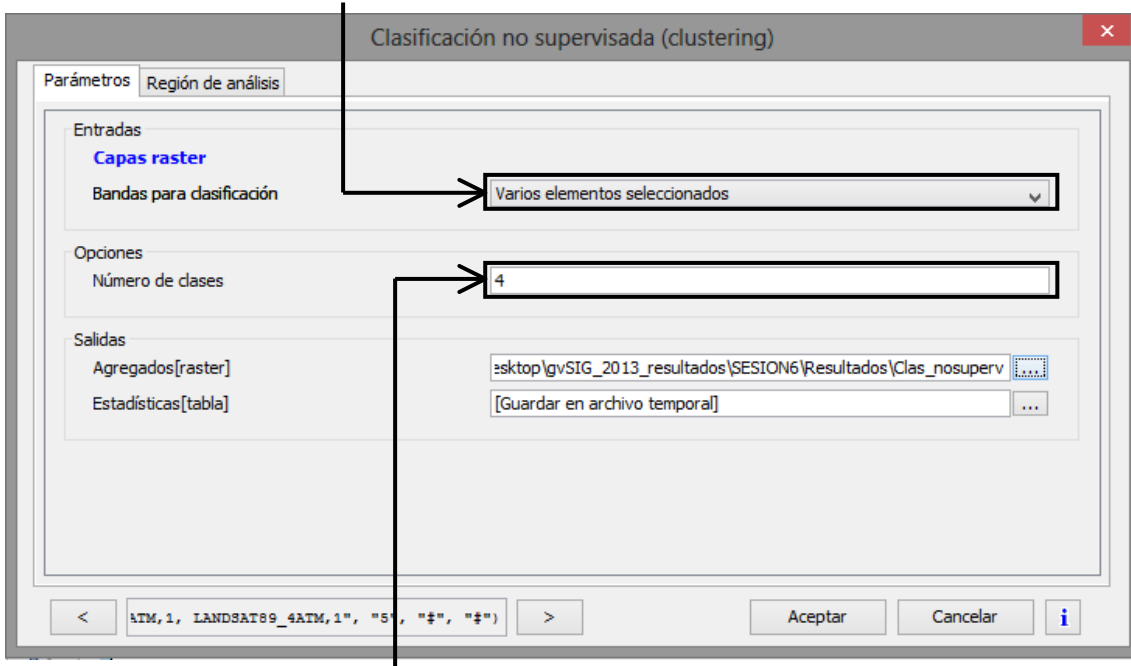 Clasificación no supervisada (clustering)
Parámetros Región de análisis
Entradas
Capas raster
Bandas para clasificación Varios elementos seleccionados
Opciones
Número de clases 4
Salidas
Agregados[raster] esktop\gvSIG_2013_resultados\SESION6\Resultados\Clas_nosuperv ...
Estadísticas[tabla] [Guardar en archivo temporal] ...
< ATM,1, LANDSAT89_4ATM,1", "5", "#", "#") > Aceptar Cancelar i